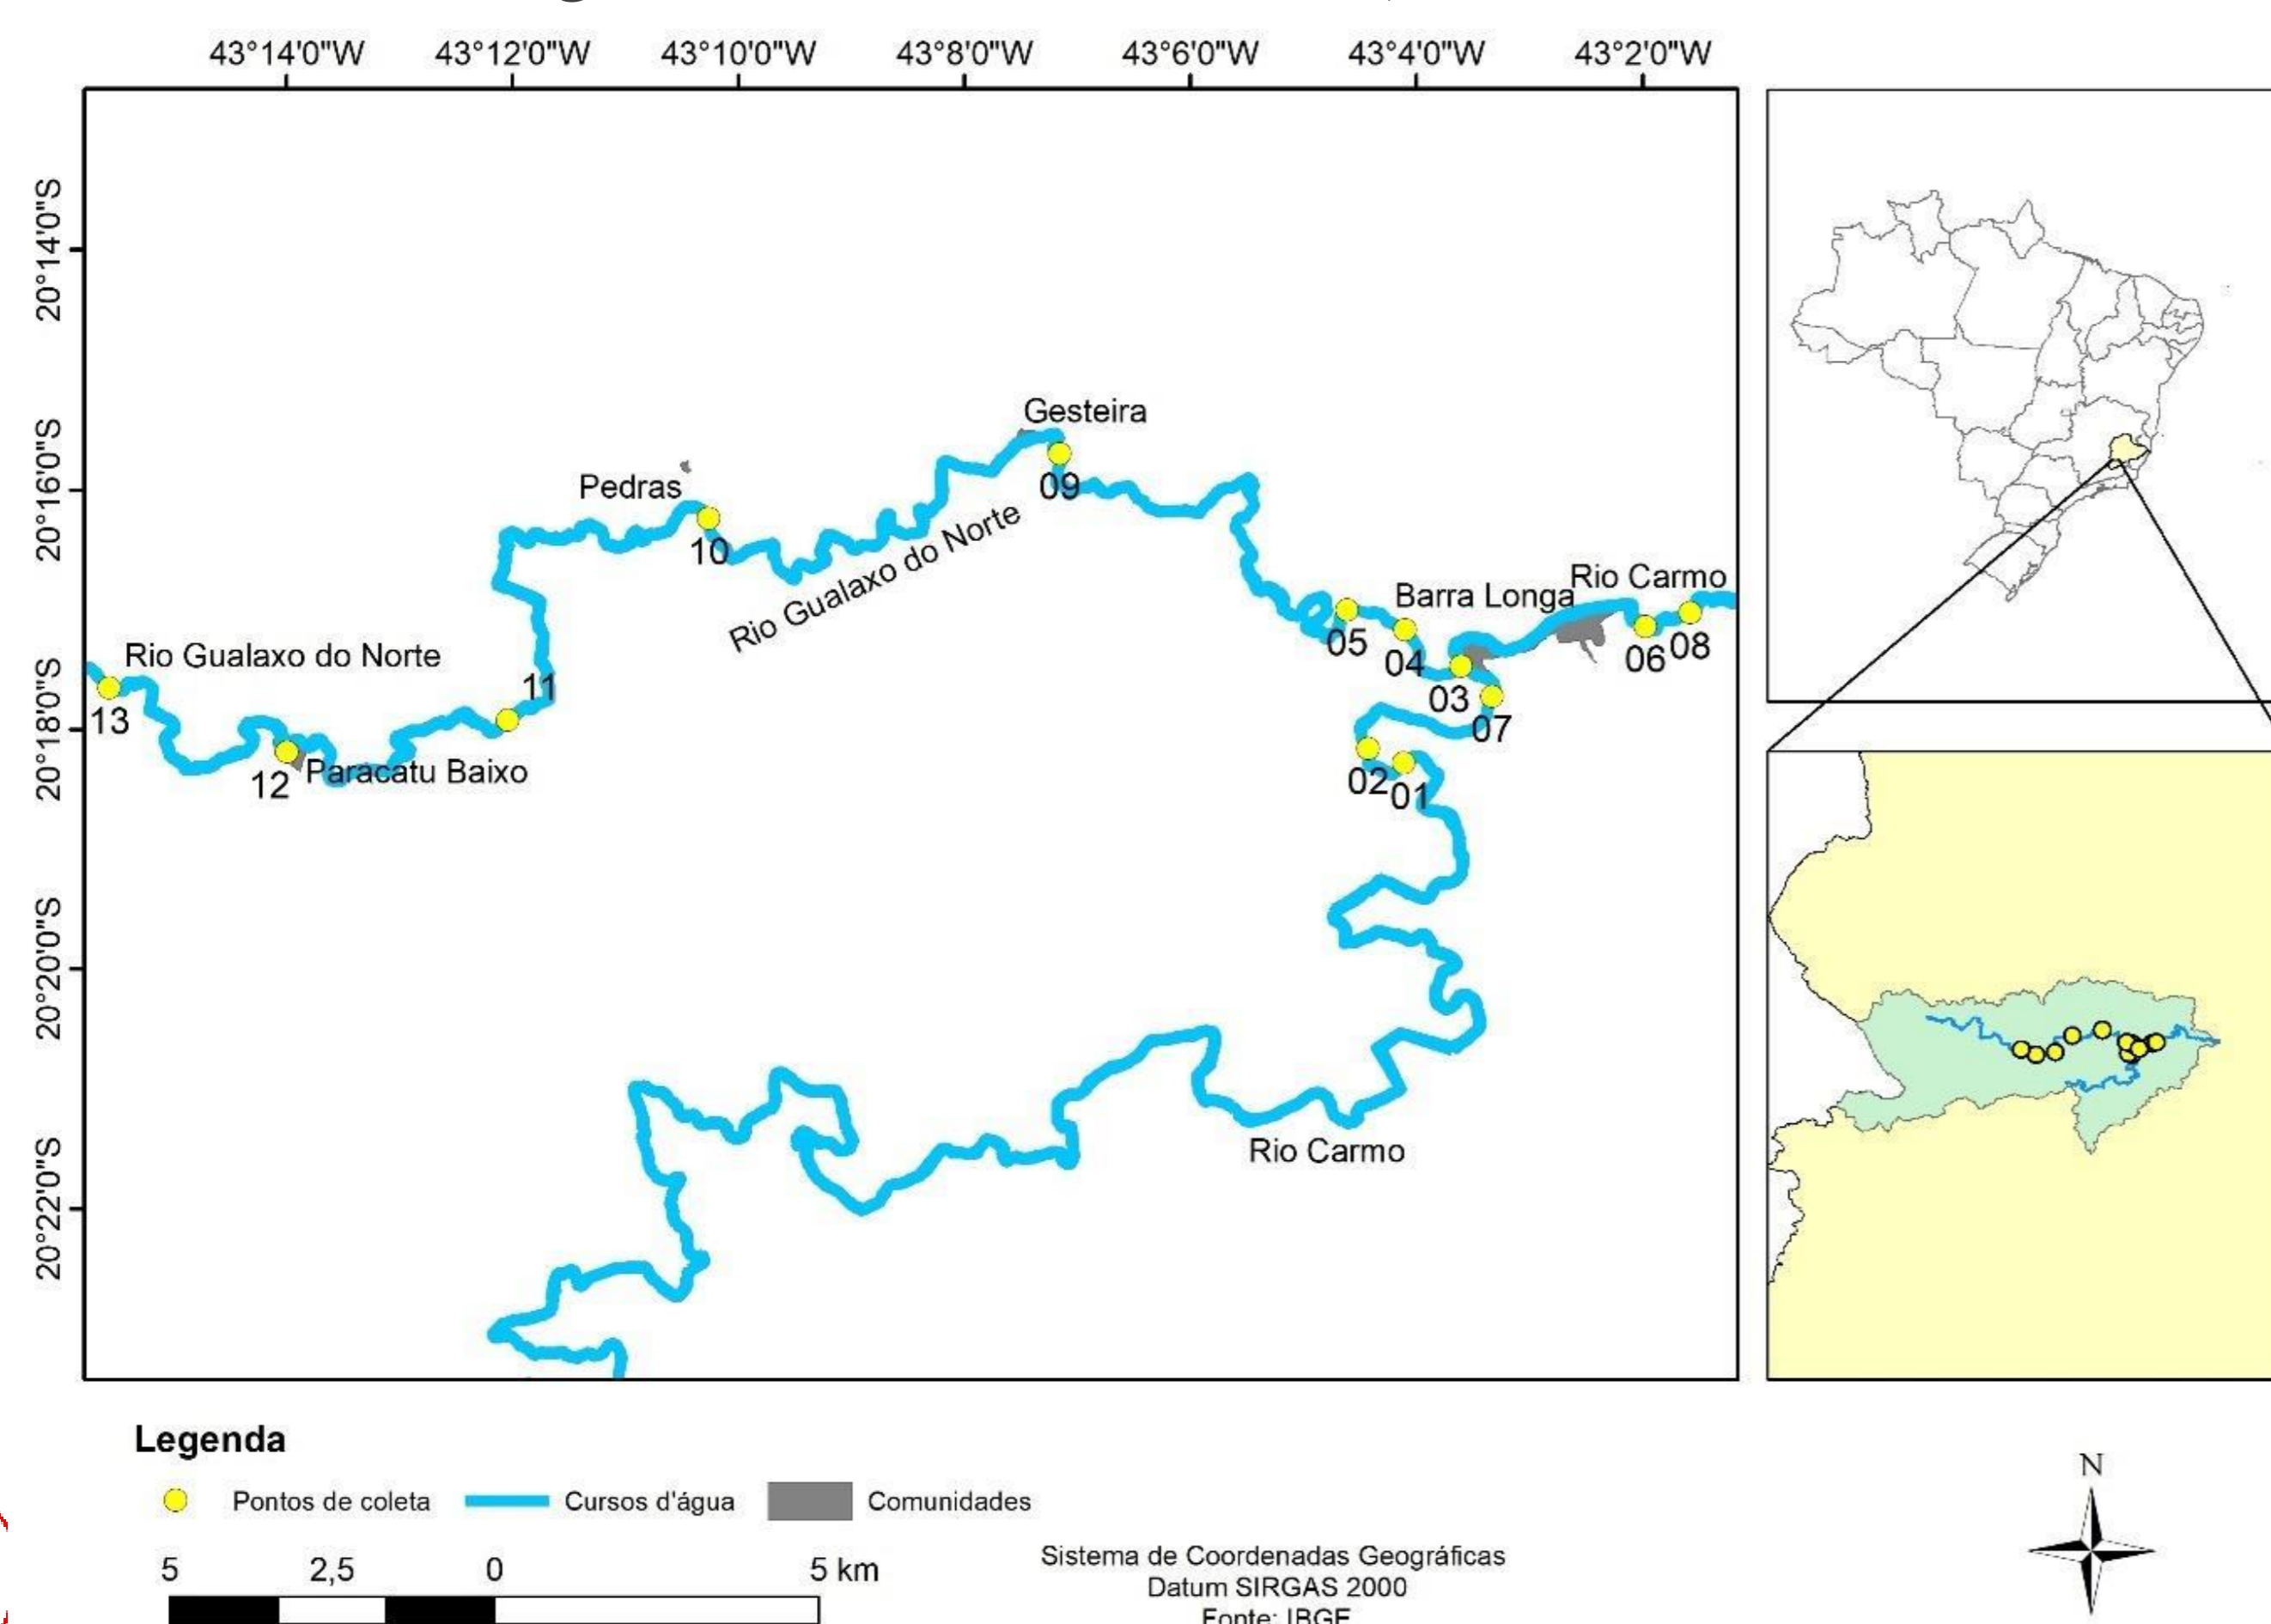 43°14'0"W 43°12'0"W 43°10'0"W 43°8'0"W 43°6'0"W 43°4'0"W 43°2'0"W
20°14'0"S
20°16'0"S
20°18'0"S
20°20'0"S
20°22'0"S
Gesteira
09
Pedras
10
Rio Gualaxo do Norte
Rio Carmo
Barra Longa
05
04
06
08
03
07
Rio Gualaxo do Norte
11
13
12
Paracatu Baixo
02
01
Rio Carmo
Legenda
Pontos de coleta Cursos d'água Comunidades
N
5 2,5 0 5 km
Sistema de Coordenadas Geográficas
Datum SIRGAS 2000
Fonte: IBGE